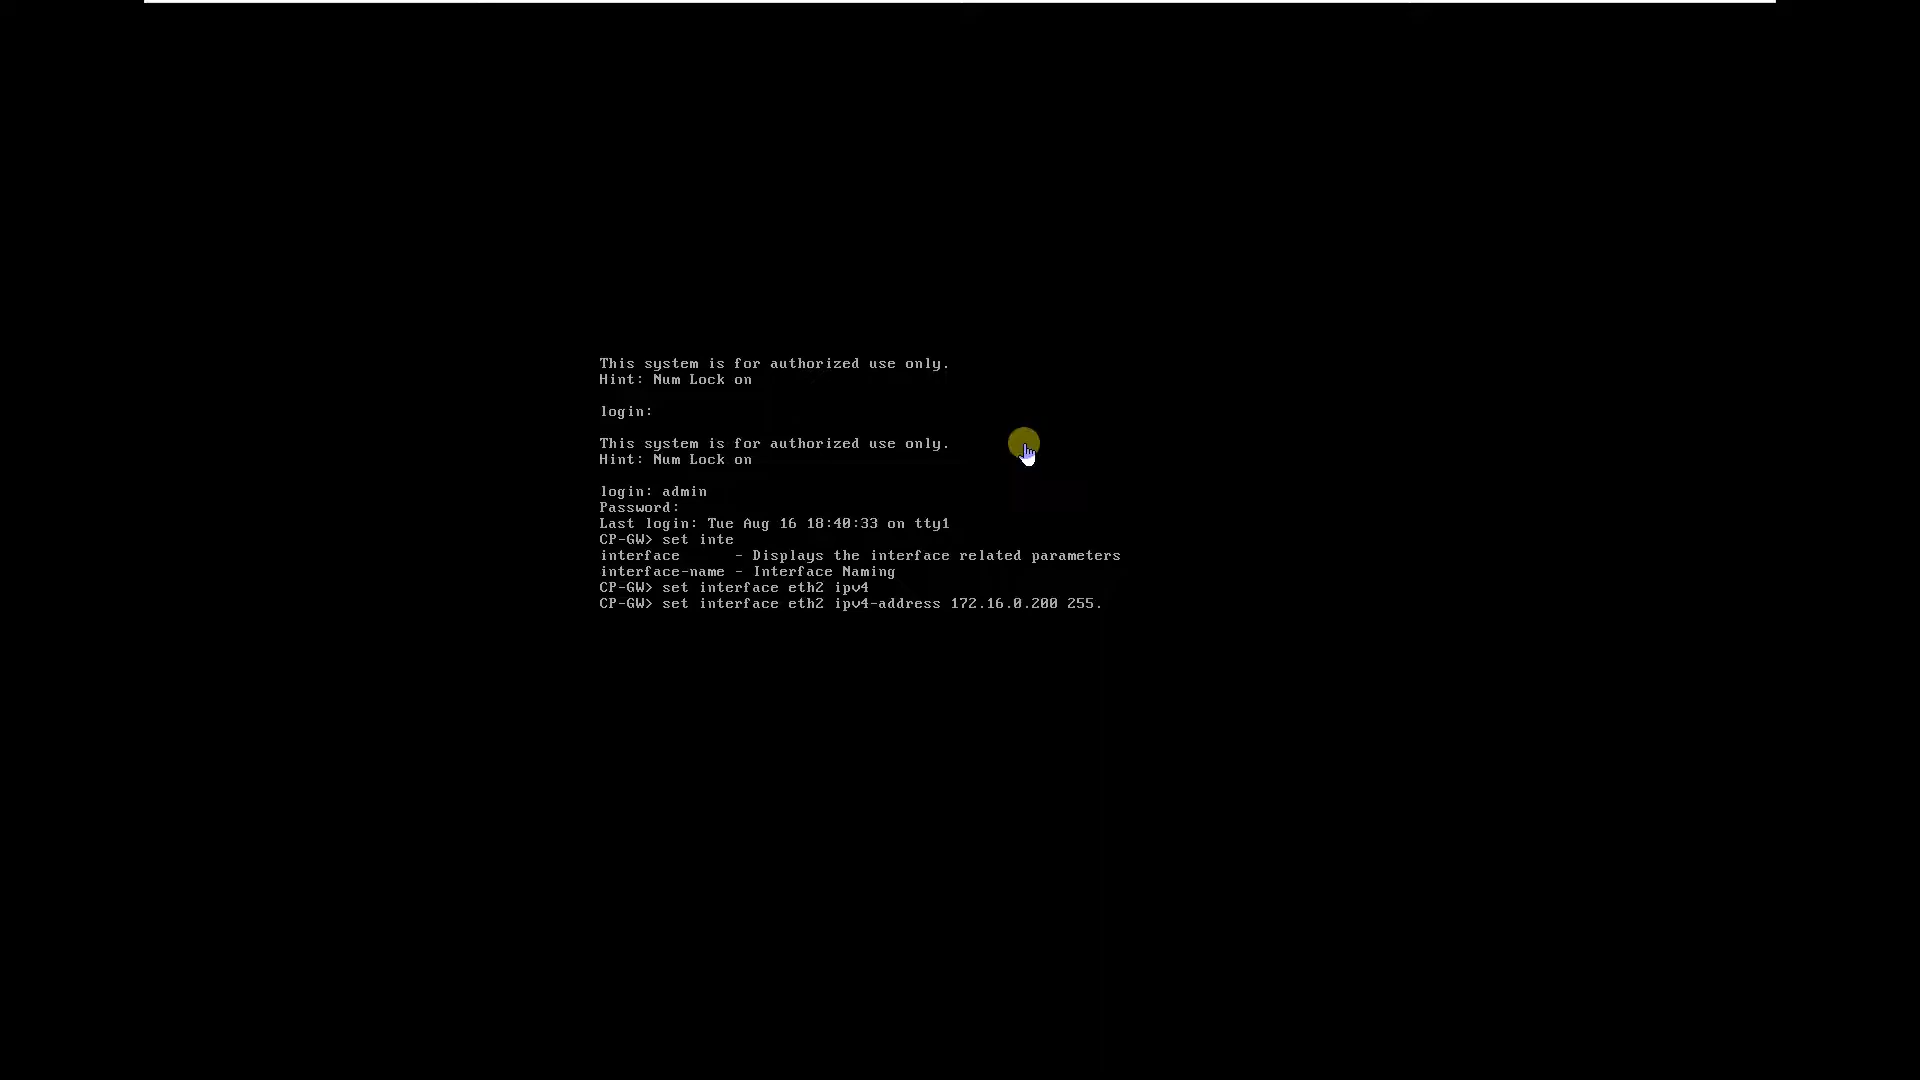 This system is for authorized use only.
Hint: Num Lock on
login:
This system is for authorized use only.
Hint: Num Lock on
login: admin
Password:
Last login: Tue Aug 16 18:40:33 on tty1
CP-GW> set inte
interface      - Displays the interface related parameters
interface-name - Interface Naming
CP-GW> set interface eth2 ipv4
CP-GW> set interface eth2 ipv4-address 172.16.0.200 255.